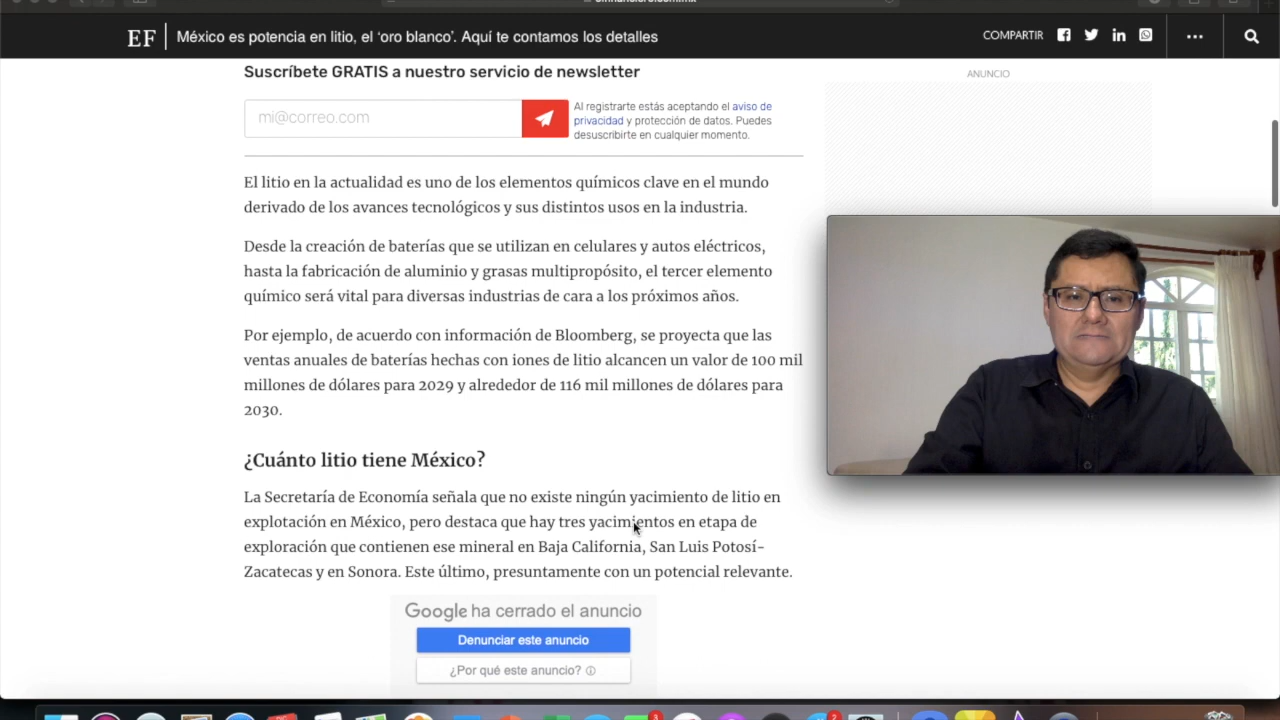 EF
México es potencia en litio, el ‘oro blanco’. Aquí te contamos los detalles
COMPARTIR
Suscríbete GRATIS a nuestro servicio de newsletter
mi@correo.com
Al registrarte estás aceptando el aviso de
privacidad y protección de datos. Puedes
desuscribirte en cualquier momento.
ANUNCIO
El litio en la actualidad es uno de los elementos químicos clave en el mundo
derivado de los avances tecnológicos y sus distintos usos en la industria.
Desde la creación de baterías que se utilizan en celulares y autos eléctricos,
hasta la fabricación de aluminio y grasas multipropósito, el tercer elemento
químico será vital para diversas industrias de cara a los próximos años.
Por ejemplo, de acuerdo con información de Bloomberg, se proyecta que las
ventas anuales de baterías hechas con iones de litio alcancen un valor de 100 mil
millones de dólares para 2029 y alrededor de 116 mil millones de dólares para
2030.
¿Cuánto litio tiene México?
La Secretaría de Economía señala que no existe ningún yacimiento de litio en
explotación en México, pero destaca que hay tres yacimientos en etapa de
exploración que contienen ese mineral en Baja California, San Luis Potosí-
Zacatecas y en Sonora. Este último, presuntamente con un potencial relevante.
Google ha cerrado el anuncio
Denunciar este anuncio
¿Por qué este anuncio?
3
2